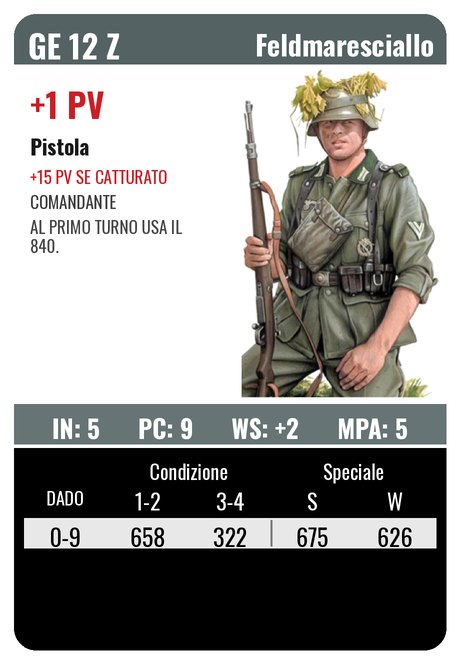 GE 12 Z Feldmaresciallo
+1 PV
Pistola
+15 PV SE CATTURATO
COMANDANTE
AL PRIMO TURNO USA IL
840.
IN: 5 PC: 9 WS: +2 MPA: 5
Condizione Speciale
DADO 1-2 3-4 S W
0-9 658 322 675 626